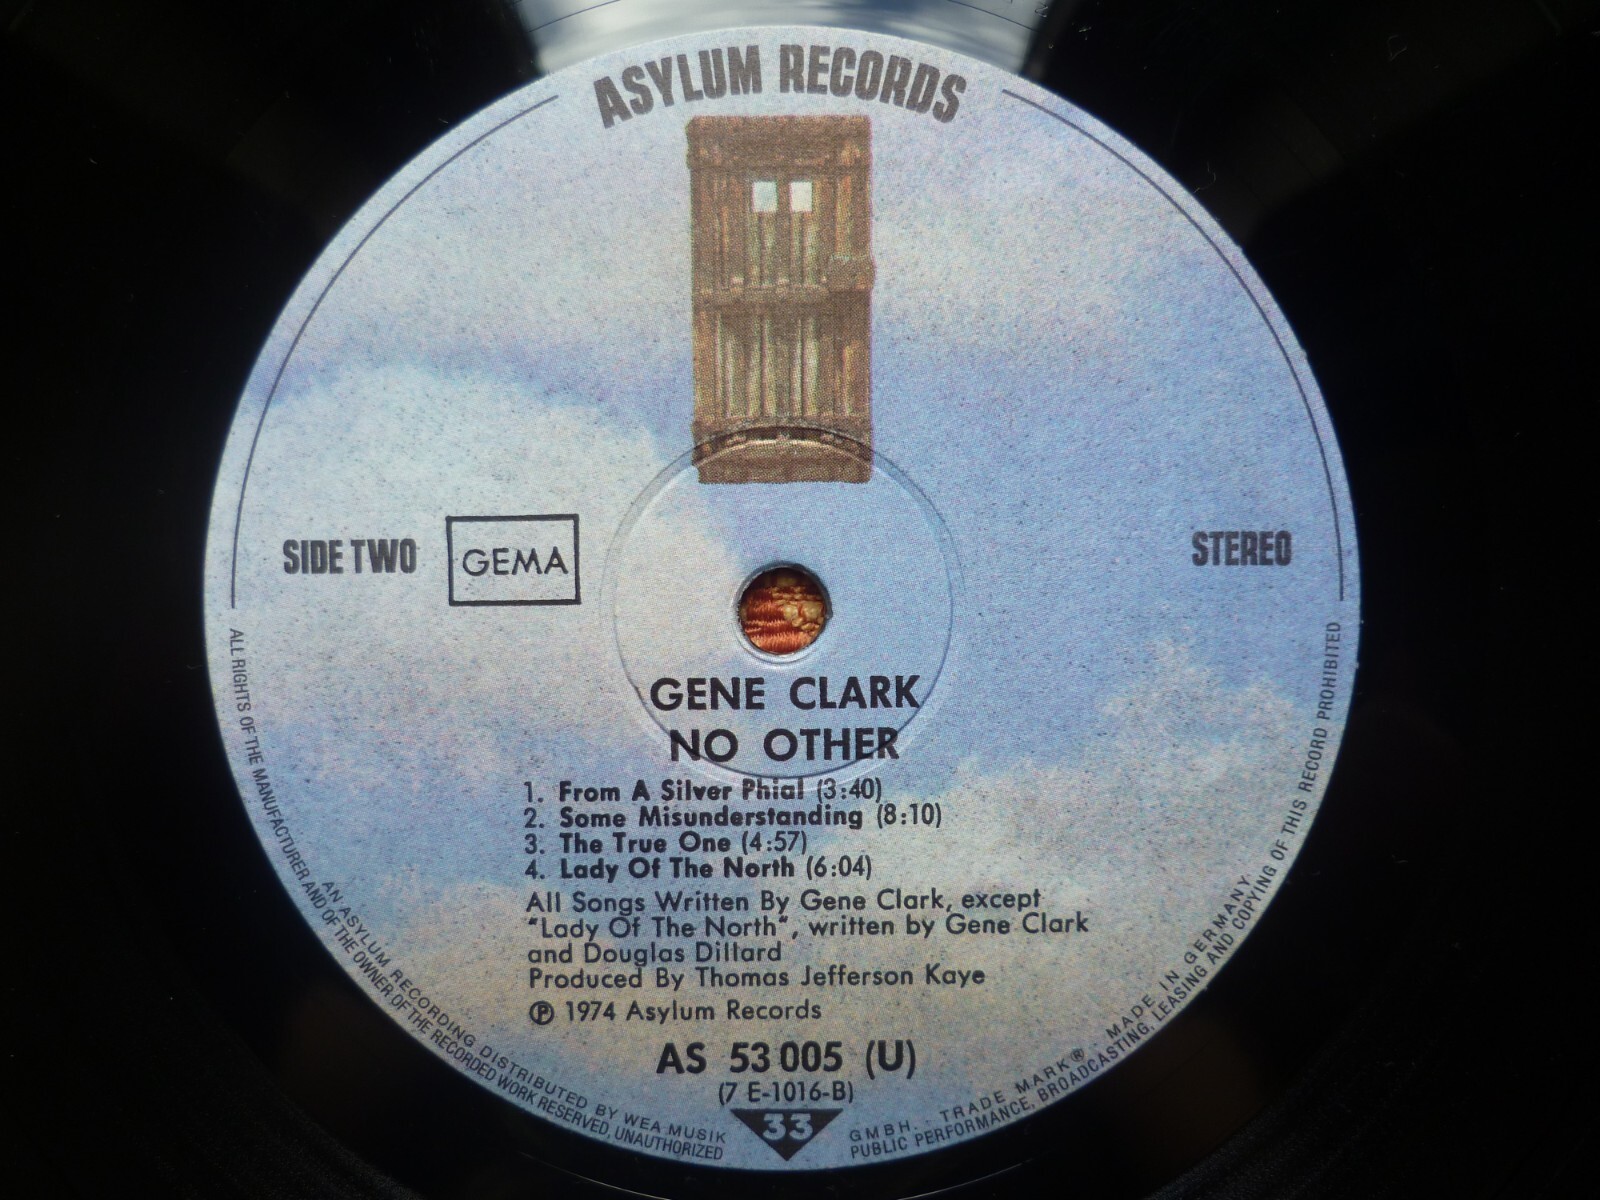 ASYLUM RECORDS
SIDE TWO
GEMA
STEREO
GENE CLARK
NO OTHER
1. From A Silver Phial (3:40)
2. Some Misunderstanding (8:10)
3. The True One (4:57)
4. Lady Of The North (6:04)
All Songs Written By Gene Clark, except
"Lady Of The North", written by Gene Clark
and Douglas Dillard
Produced By Thomas Jefferson Kaye
℗ 1974 Asylum Records
AS 53 005 (U)
(7 E-1016-B)
33
AN ASYLUM RECORDING DISTRIBUTED BY WEA MUSIK GMBH. · TRADE MARK® · MADE IN GERMANY.
ALL RIGHTS OF THE MANUFACTURER AND OF THE OWNER OF THE RECORDED WORK RESERVED, UNAUTHORIZED PUBLIC PERFORMANCE, BROADCASTING, LEASING AND COPYING OF THIS RECORD PROHIBITED